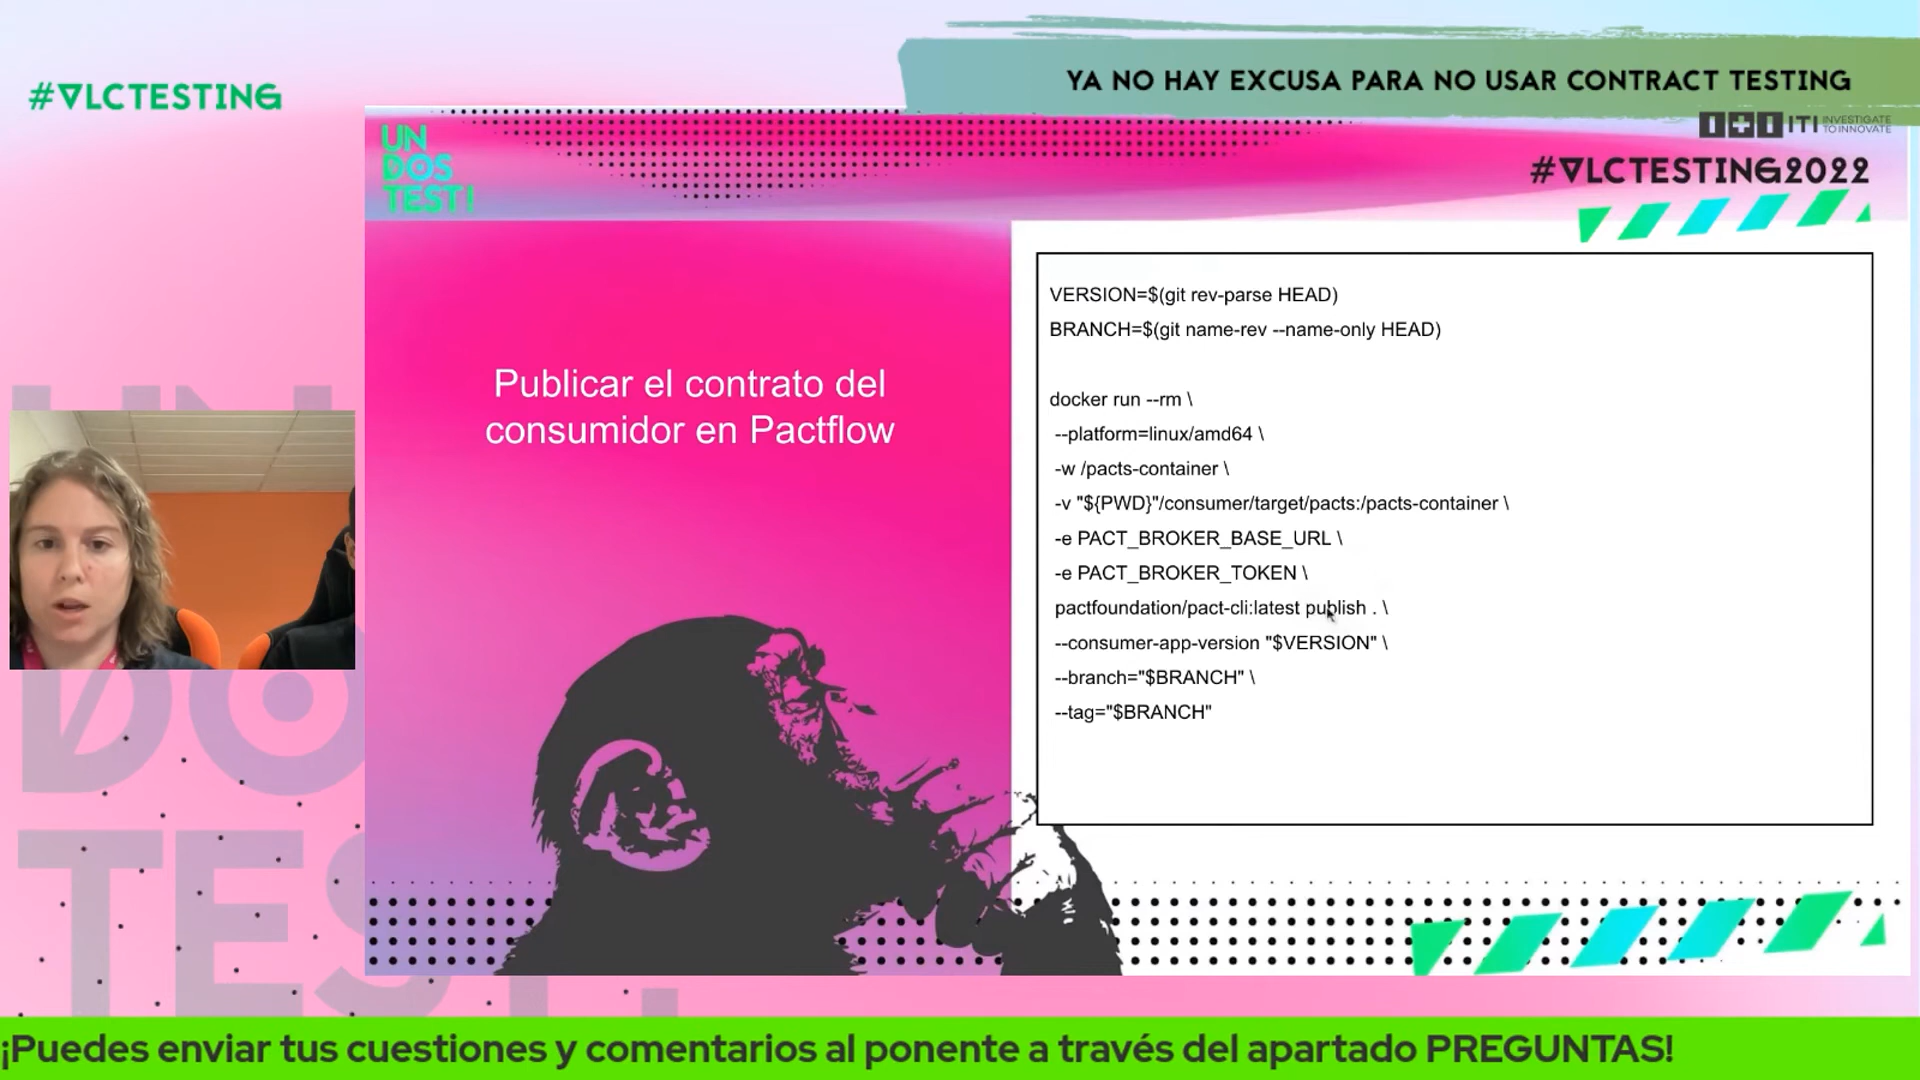 #VLCTESTING
YA NO HAY EXCUSA PARA NO USAR CONTRACT TESTING
ITI INVESTIGATE
TO INNOVATE
#VLCTESTING2022
UN
DOS
TEST!
Publicar el contrato del
consumidor en Pactflow
VERSION=$(git rev-parse HEAD)
BRANCH=$(git name-rev --name-only HEAD)
docker run --rm \
--platform=linux/amd64 \
-w /pacts-container \
-v "${PWD}"/consumer/target/pacts:/pacts-container \
-e PACT_BROKER_BASE_URL \
-e PACT_BROKER_TOKEN \
pactfoundation/pact-cli:latest publish . \
--consumer-app-version "$VERSION" \
--branch="$BRANCH" \
--tag="$BRANCH"
UN
DOS
TEST!
¡Puedes enviar tus cuestiones y comentarios al ponente a través del apartado PREGUNTAS!